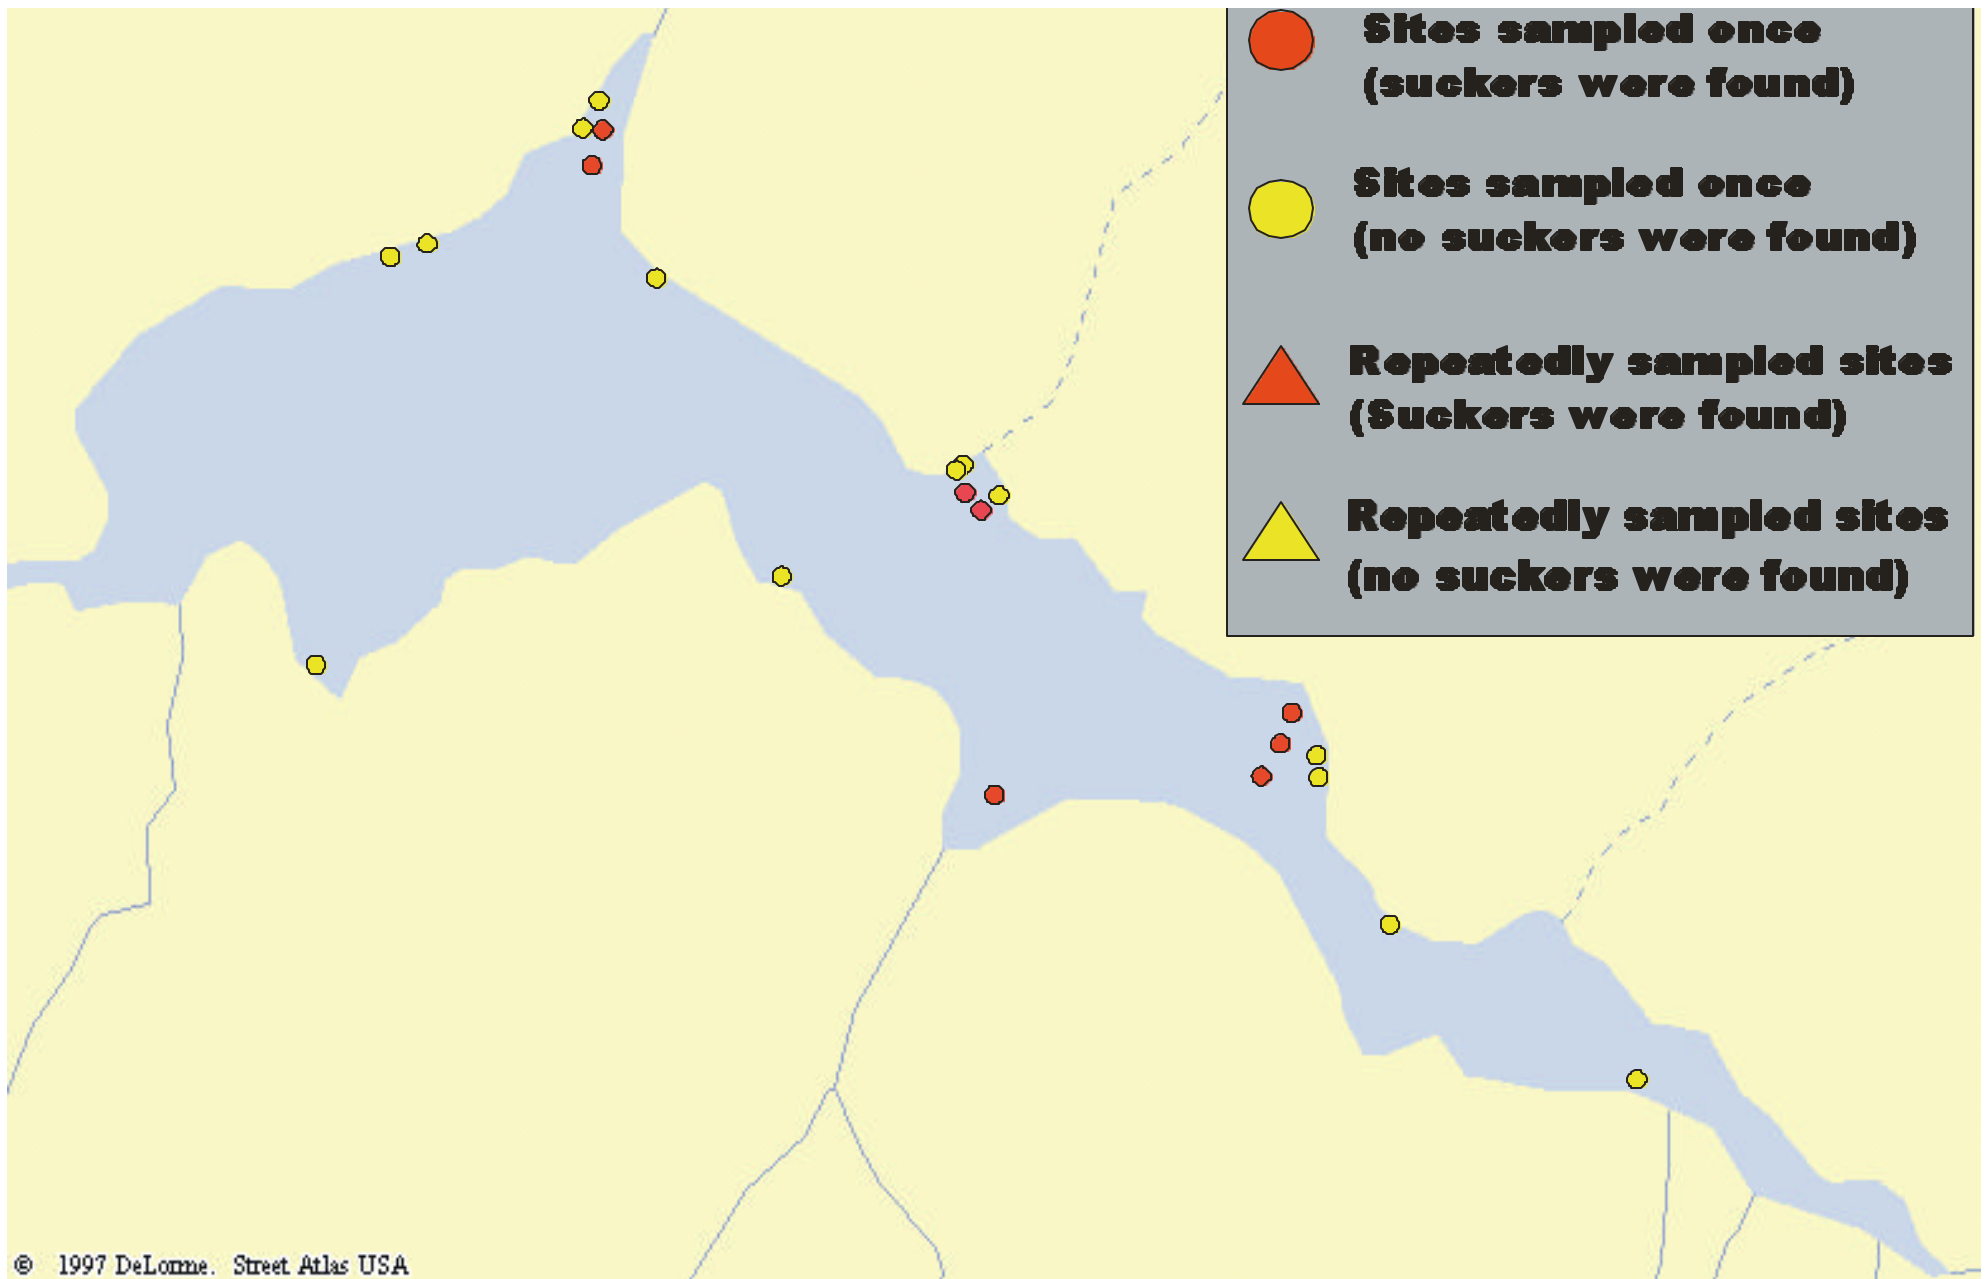 Sites sampled once
(suckers were found)
Sites sampled once
(no suckers were found)
Repeatedly sampled sites
(Suckers were found)
Repeatedly sampled sites
(no suckers were found)
© 1997 DeLorme. Street Atlas USA